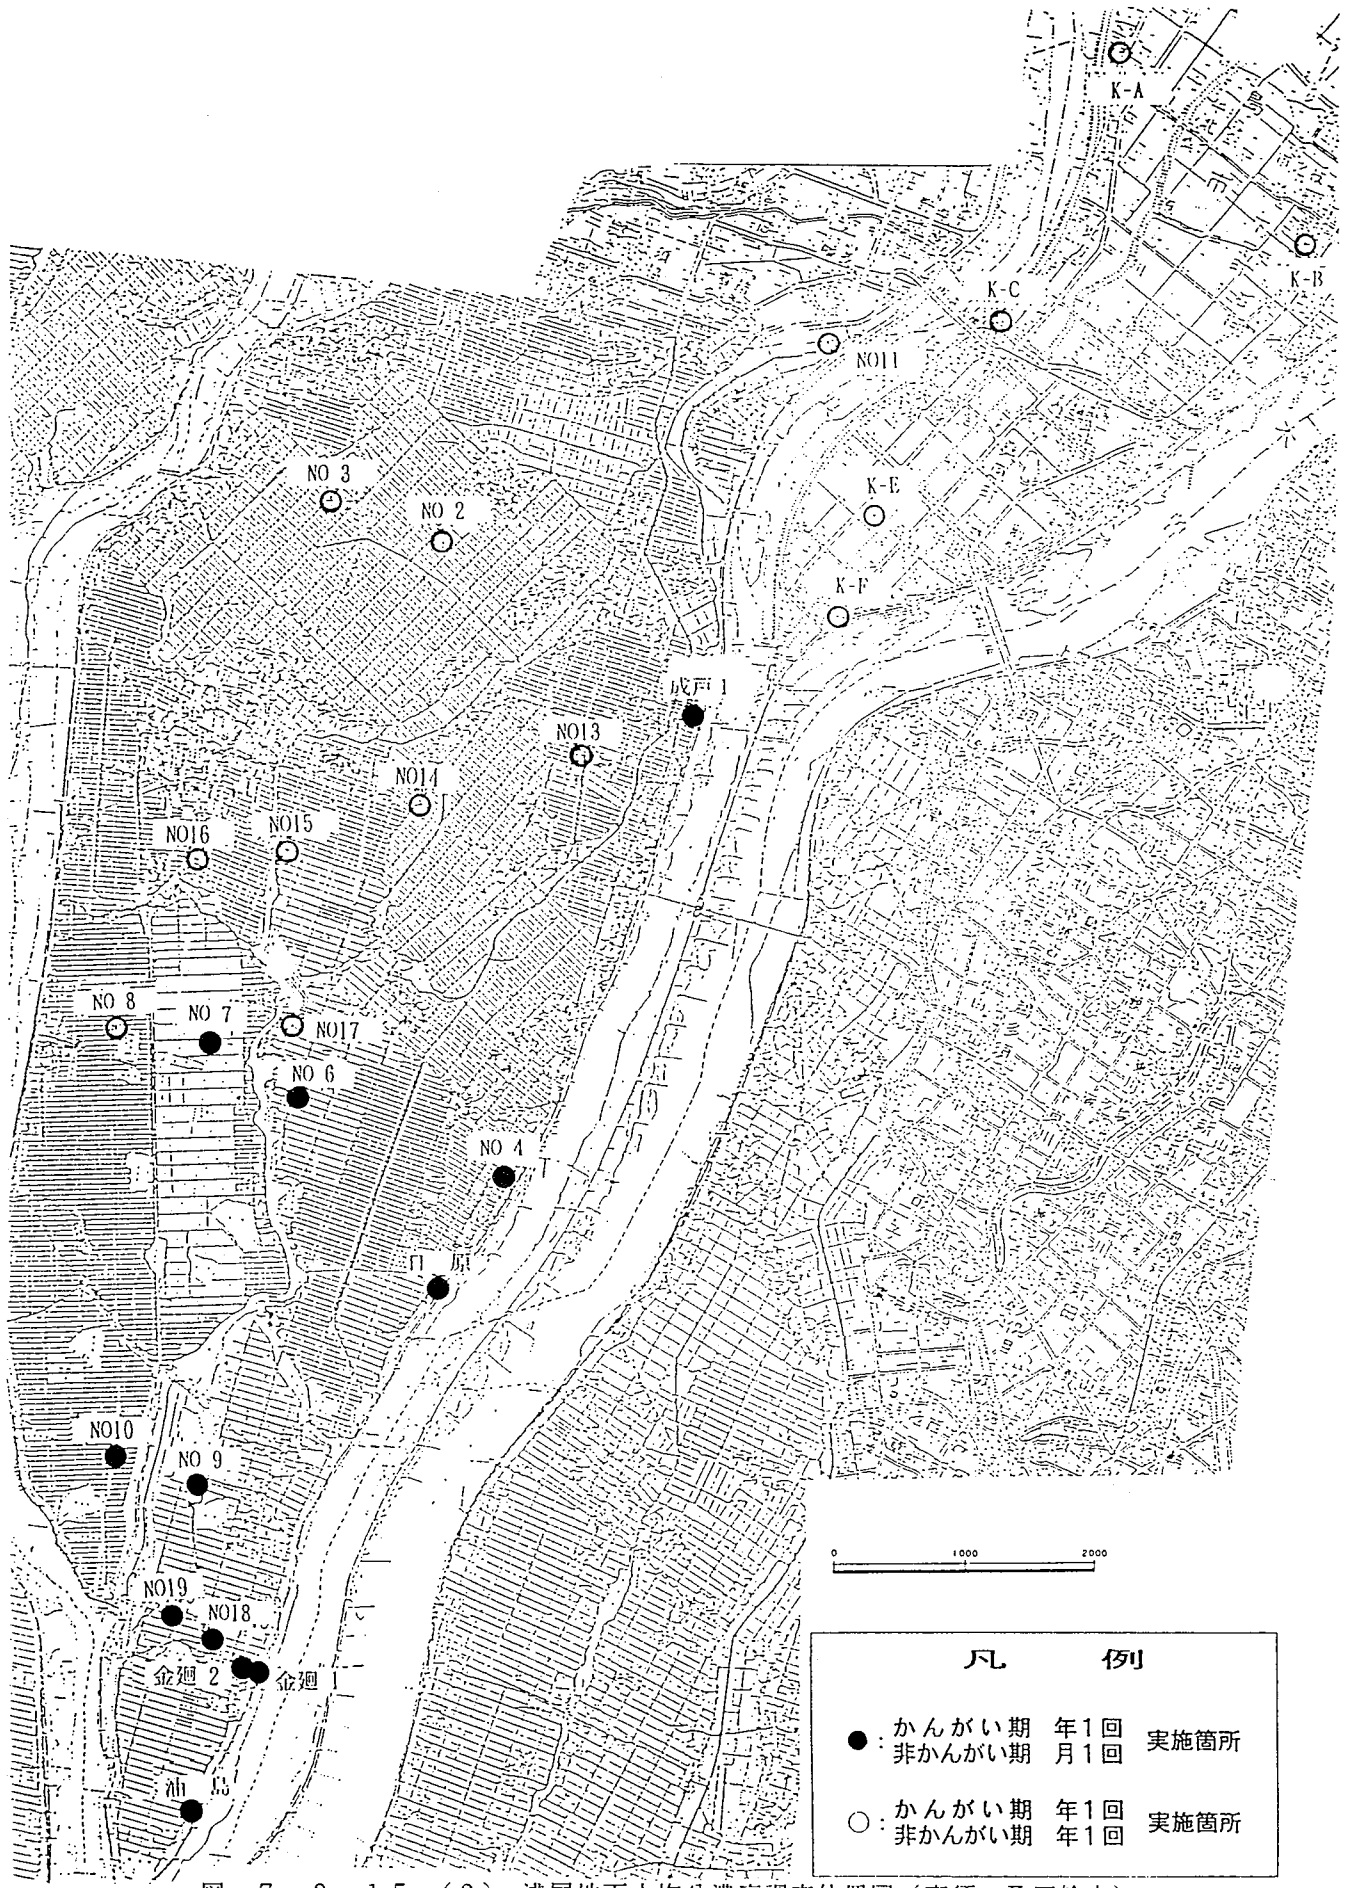 K-A
K-B
K-C
NO11
NO 3
NO 2
K-E
K-F
成戸1
NO13
NO14
NO15
NO16
NO 8
NO 7
NO17
NO 6
NO 4
NO10
NO 9
NO19
NO18
金廻 2
金廻 1
0 1000 2000
凡 例
●: かんがい期 年1回
非かんがい期 月1回
実施箇所
○: かんがい期 年1回
非かんがい期 年1回
実施箇所